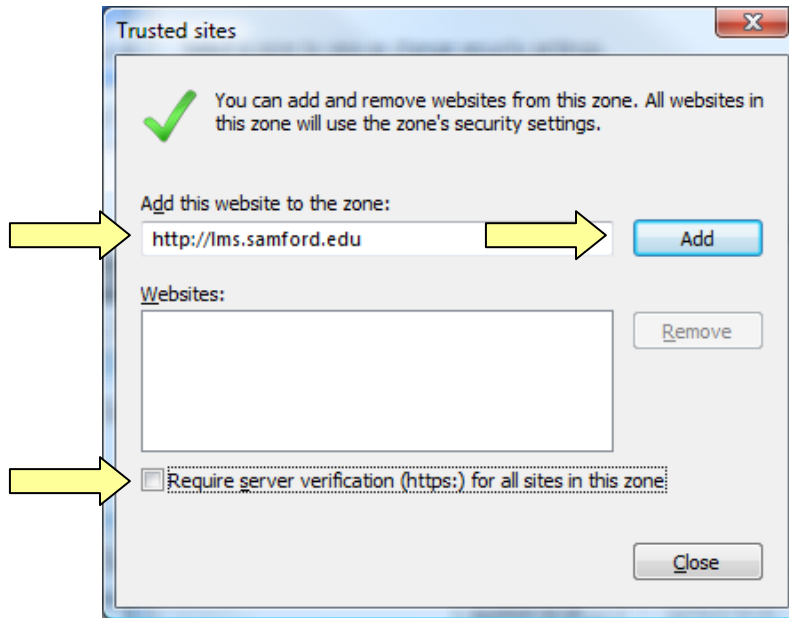 Trusted sites
You can add and remove websites from this zone. All websites in
this zone will use the zone's security settings.
Add this website to the zone:
http://lms.samford.edu
Add
Websites:
Remove
Require server verification (https:) for all sites in this zone
Close